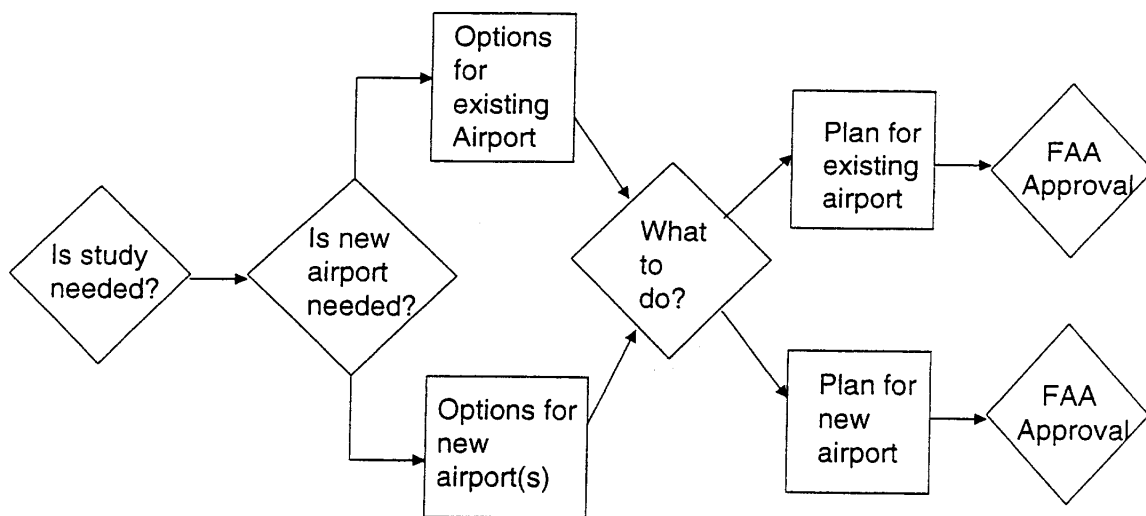 Is study
needed?
Is new
airport
needed?
Options
for
existing
Airport
Options for
new
airport(s)
What
to
do?
Plan for
existing
airport
FAA
Approval
Plan for
new
airport
FAA
Approval